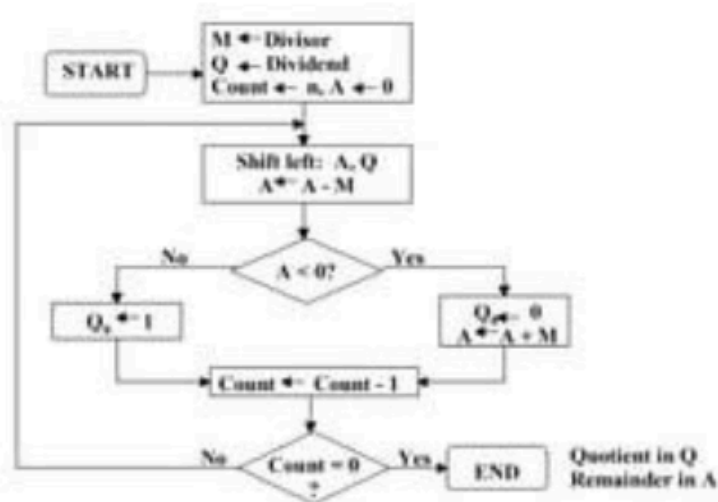 START
M ← Divisor
Q ← Dividend
Count ← n, A ← 0
Shift left: A, Q
A ← A - M
No
A < 0?
Yes
Q₀ ← 1
Q₀ ← 0
A ← A + M
Count ← Count - 1
No
Count = 0
?
Yes
END
Quotient in Q
Remainder in A